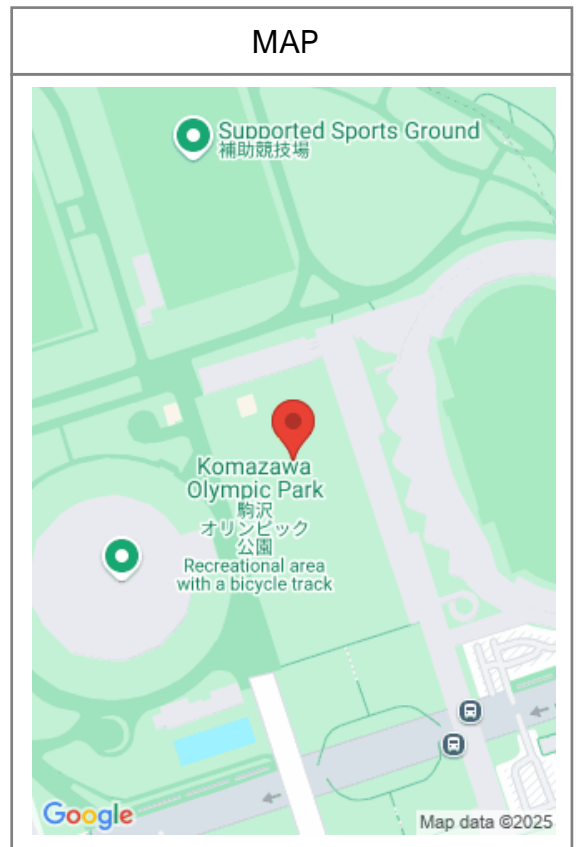 MAP
Supported Sports Ground
補助競技場
Komazawa
Olympic Park
駒沢
オリンピック
公園
Recreational area
with a bicycle track
Google
Map data ©2025